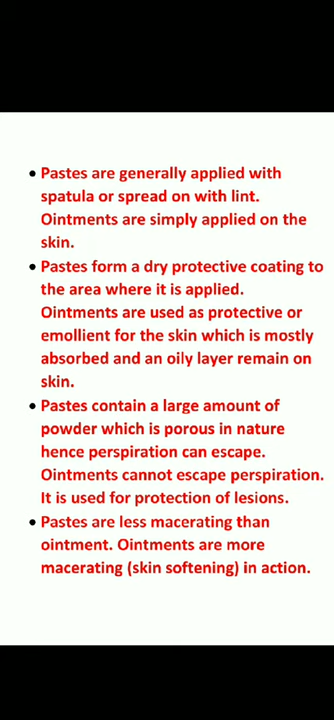 • Pastes are generally applied with
spatula or spread on with lint.
Ointments are simply applied on the
skin.
• Pastes form a dry protective coating to
the area where it is applied.
Ointments are used as protective or
emollient for the skin which is mostly
absorbed and an oily layer remain on
skin.
• Pastes contain a large amount of
powder which is porous in nature
hence perspiration can escape.
Ointments cannot escape perspiration.
It is used for protection of lesions.
• Pastes are less macerating than
ointment. Ointments are more
macerating (skin softening) in action.